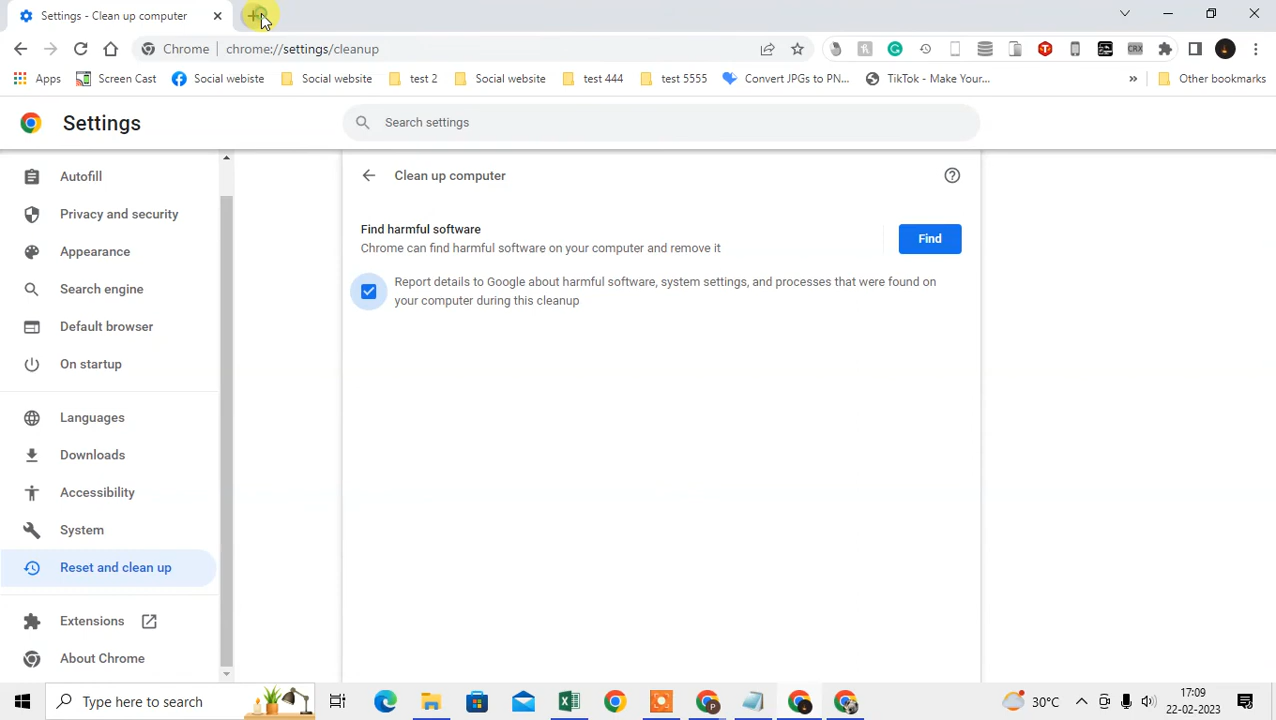 Settings - Clean up computer
Chrome chrome://settings/cleanup
Apps Screen Cast Social webiste Social website test 2 Social website test 444 test 5555 Convert JPGs to PN... TikTok - Make Your... » Other bookmarks
Settings
Search settings
Autofill
Privacy and security
Appearance
Search engine
Default browser
On startup
Languages
Downloads
Accessibility
System
Reset and clean up
Extensions
About Chrome
Clean up computer
Find harmful software
Chrome can find harmful software on your computer and remove it
Find
Report details to Google about harmful software, system settings, and processes that were found on
your computer during this cleanup
Type here to search
30°C
17:09
22-02-2023